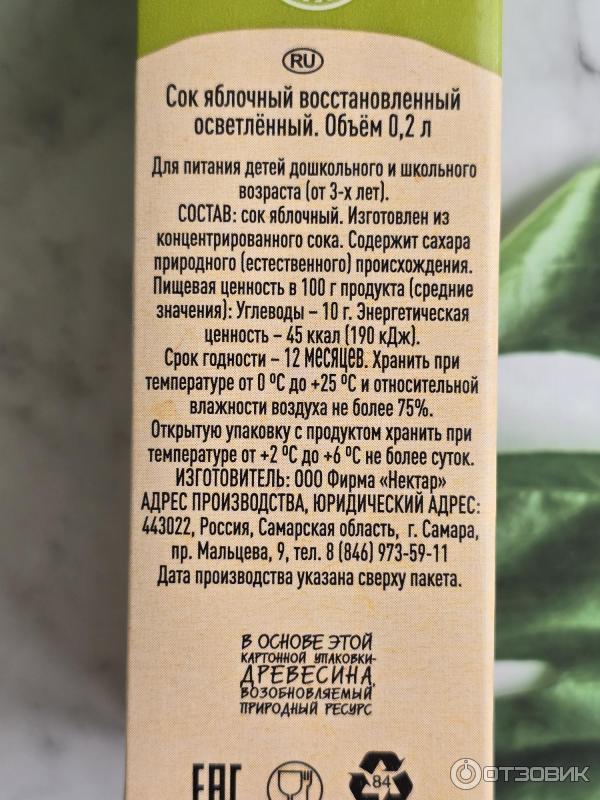 RU
Сок яблочный восстановленный
осветлённый. Объём 0,2 л
Для питания детей дошкольного и школьного
возраста (от 3-х лет).
СОСТАВ: сок яблочный. Изготовлен из
концентрированного сока. Содержит сахара
природного (естественного) происхождения.
Пищевая ценность в 100 г продукта (средние
значения): Углеводы – 10 г. Энергетическая
ценность – 45 ккал (190 кДж).
Срок годности – 12 МЕСЯЦЕВ. Хранить при
температуре от 0 ºС до +25 ºС и относительной
влажности воздуха не более 75%.
Открытую упаковку с продуктом хранить при
температуре от +2 ºС до +6 ºС не более суток.
ИЗГОТОВИТЕЛЬ: ООО Фирма «Нектар»
АДРЕС ПРОИЗВОДСТВА, ЮРИДИЧЕСКИЙ АДРЕС:
443022, Россия, Самарская область, г. Самара,
пр. Мальцева, 9, тел. 8 (846) 973-59-11
Дата производства указана сверху пакета.
В ОСНОВЕ ЭТОЙ
КАРТОННОЙ УПАКОВКИ-
ДРЕВЕСИНА,
ВОЗОБНОВЛЯЕМЫЙ
ПРИРОДНЫЙ РЕСУРС
EAC
84
ОТЗОВИК